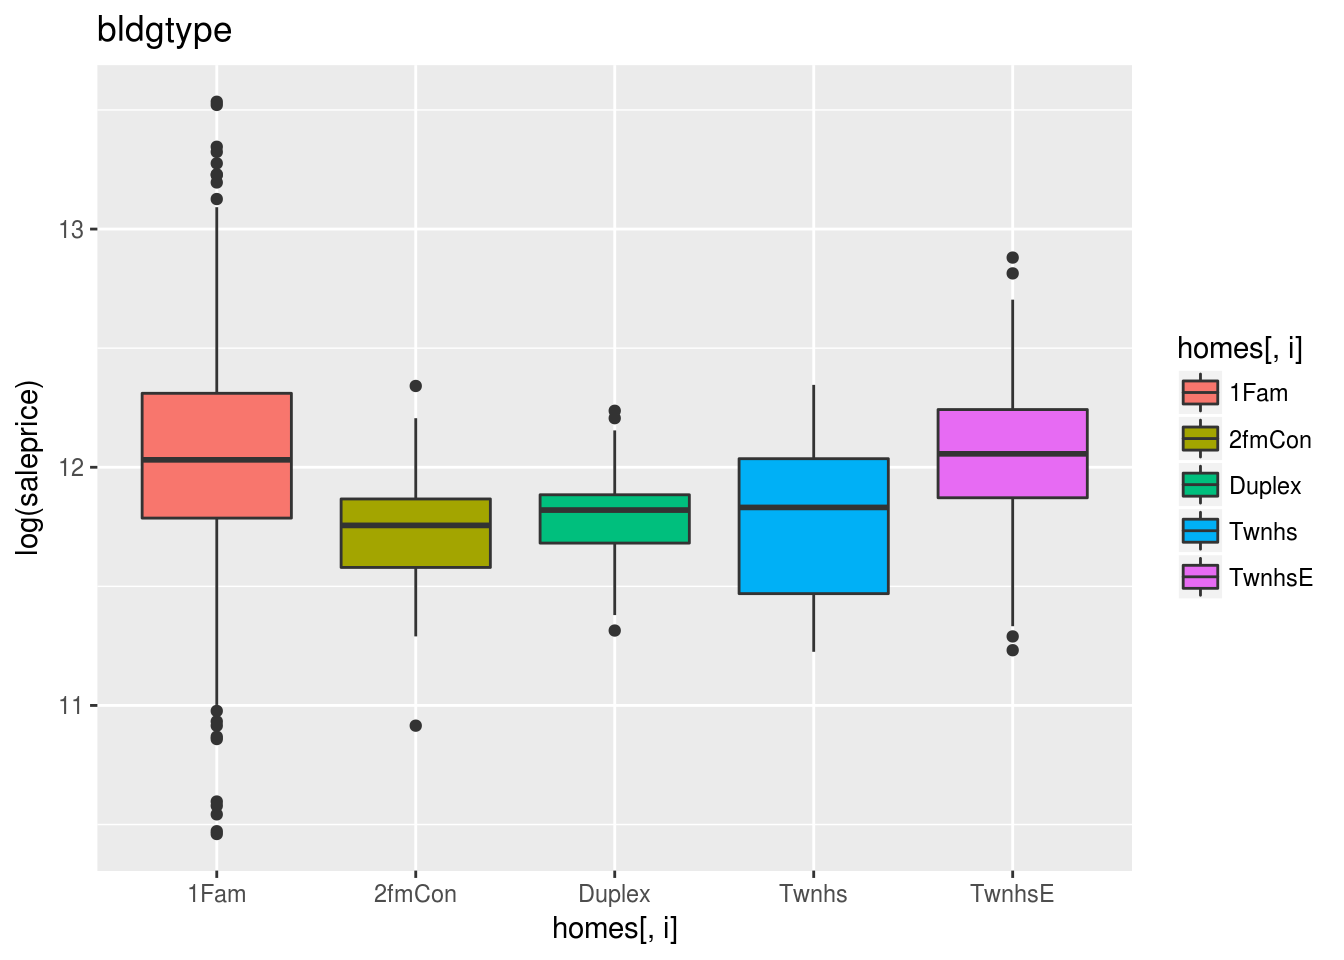 bldgtype
log(saleprice)
13
12
11
1Fam
2fmCon
Duplex
Twnhs
TwnhsE
homes[, i]
homes[, i]
1Fam
2fmCon
Duplex
Twnhs
TwnhsE